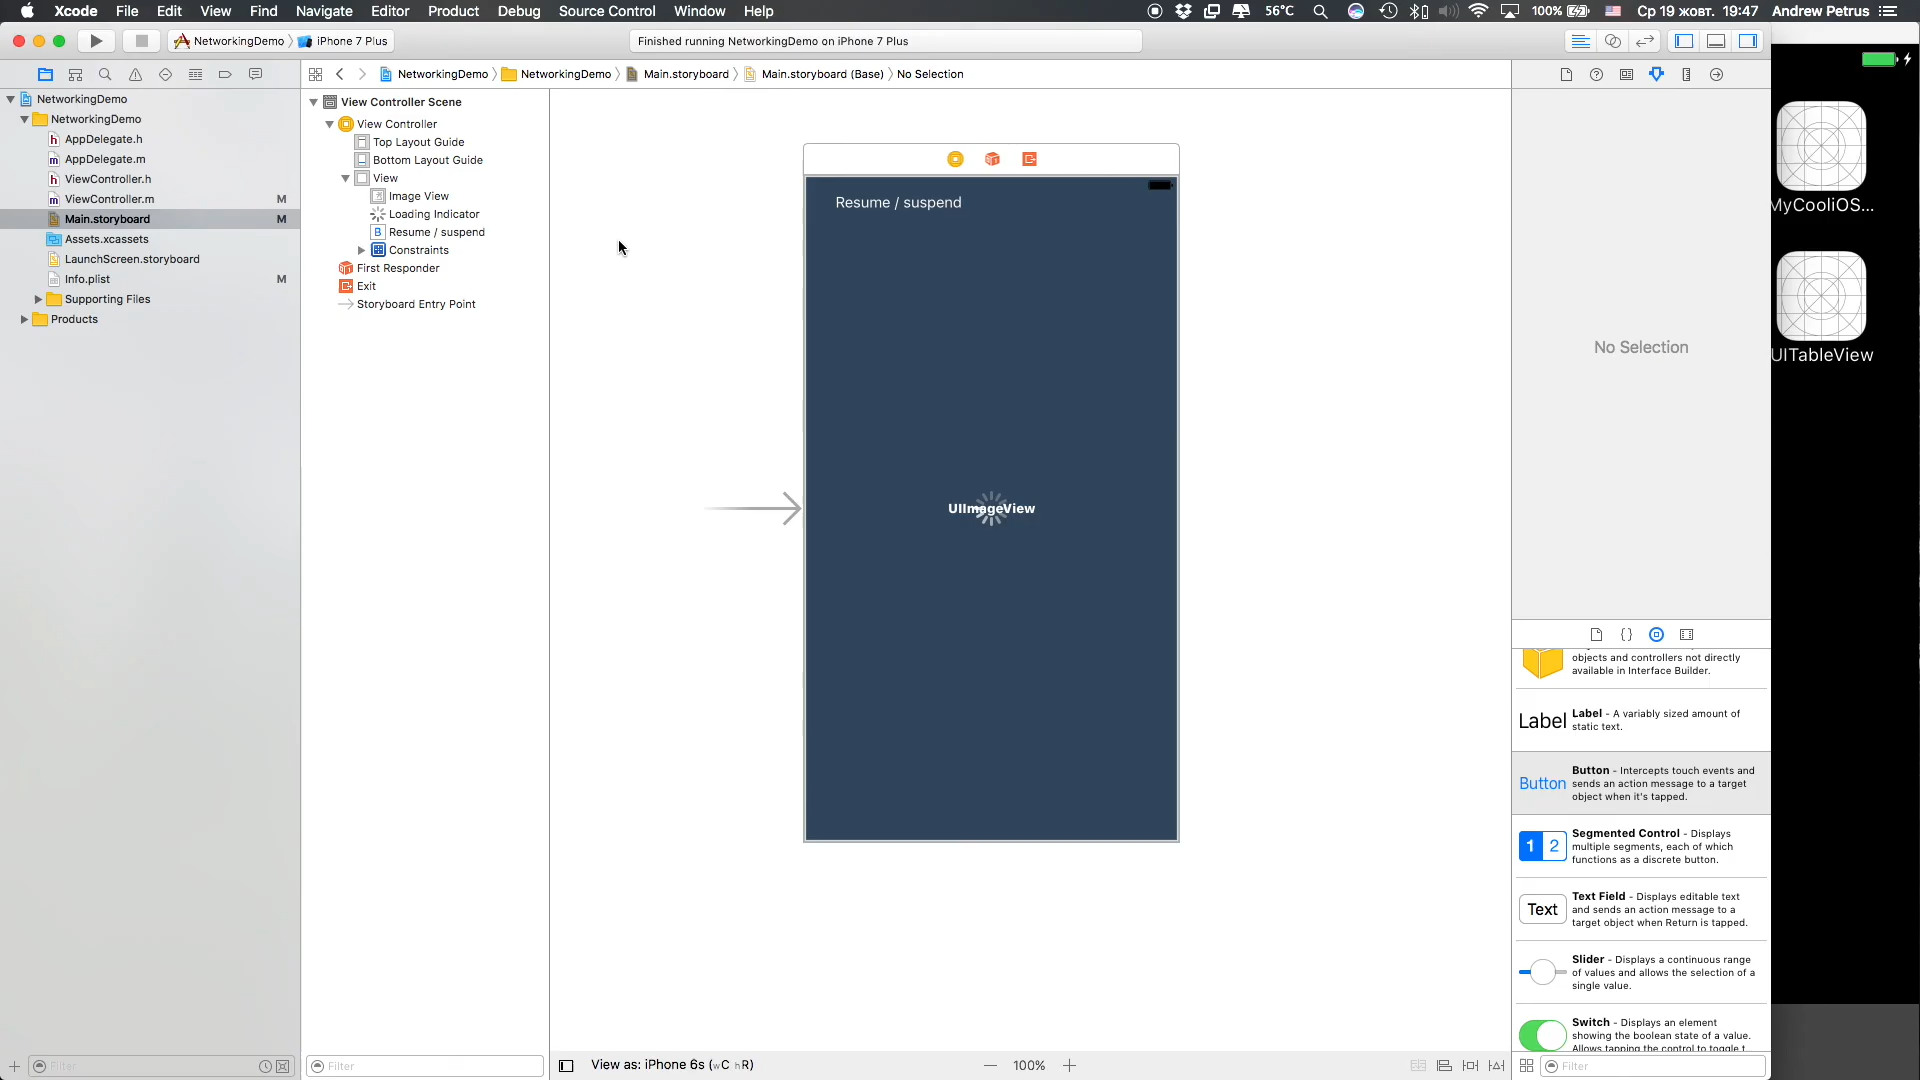 Xcode File Edit View Find Navigate Editor Product Debug Source Control Window Help 56°C 100% Ср 19 жовт. 19:47 Andrew Petrus
NetworkingDemo iPhone 7 Plus
Finished running NetworkingDemo on iPhone 7 Plus
NetworkingDemo NetworkingDemo Main.storyboard Main.storyboard (Base) No Selection
NetworkingDemo
NetworkingDemo
AppDelegate.h
AppDelegate.m
ViewController.h
ViewController.m M
Main.storyboard M
Assets.xcassets
LaunchScreen.storyboard
Info.plist M
Supporting Files
Products
Filter
View Controller Scene
View Controller
Top Layout Guide
Bottom Layout Guide
View
Image View
Loading Indicator
B Resume / suspend
Constraints
First Responder
Exit
Storyboard Entry Point
Filter
Resume / suspend
UIImageView
View as: iPhone 6s (wC hR)
100%
No Selection
objects and controllers not directly
available in Interface Builder.
Label
Label - A variably sized amount of
static text.
Button
Button - Intercepts touch events and
sends an action message to a target
object when it's tapped.
1 2
Segmented Control - Displays
multiple segments, each of which
functions as a discrete button.
Text
Text Field - Displays editable text
and sends an action message to a
target object when Return is tapped.
Slider - Displays a continuous range
of values and allows the selection of a
single value.
Switch - Displays an element
showing the boolean state of a value.
Allows tapping the control to toggle t...
Filter
MyCooliOS...
UITableView